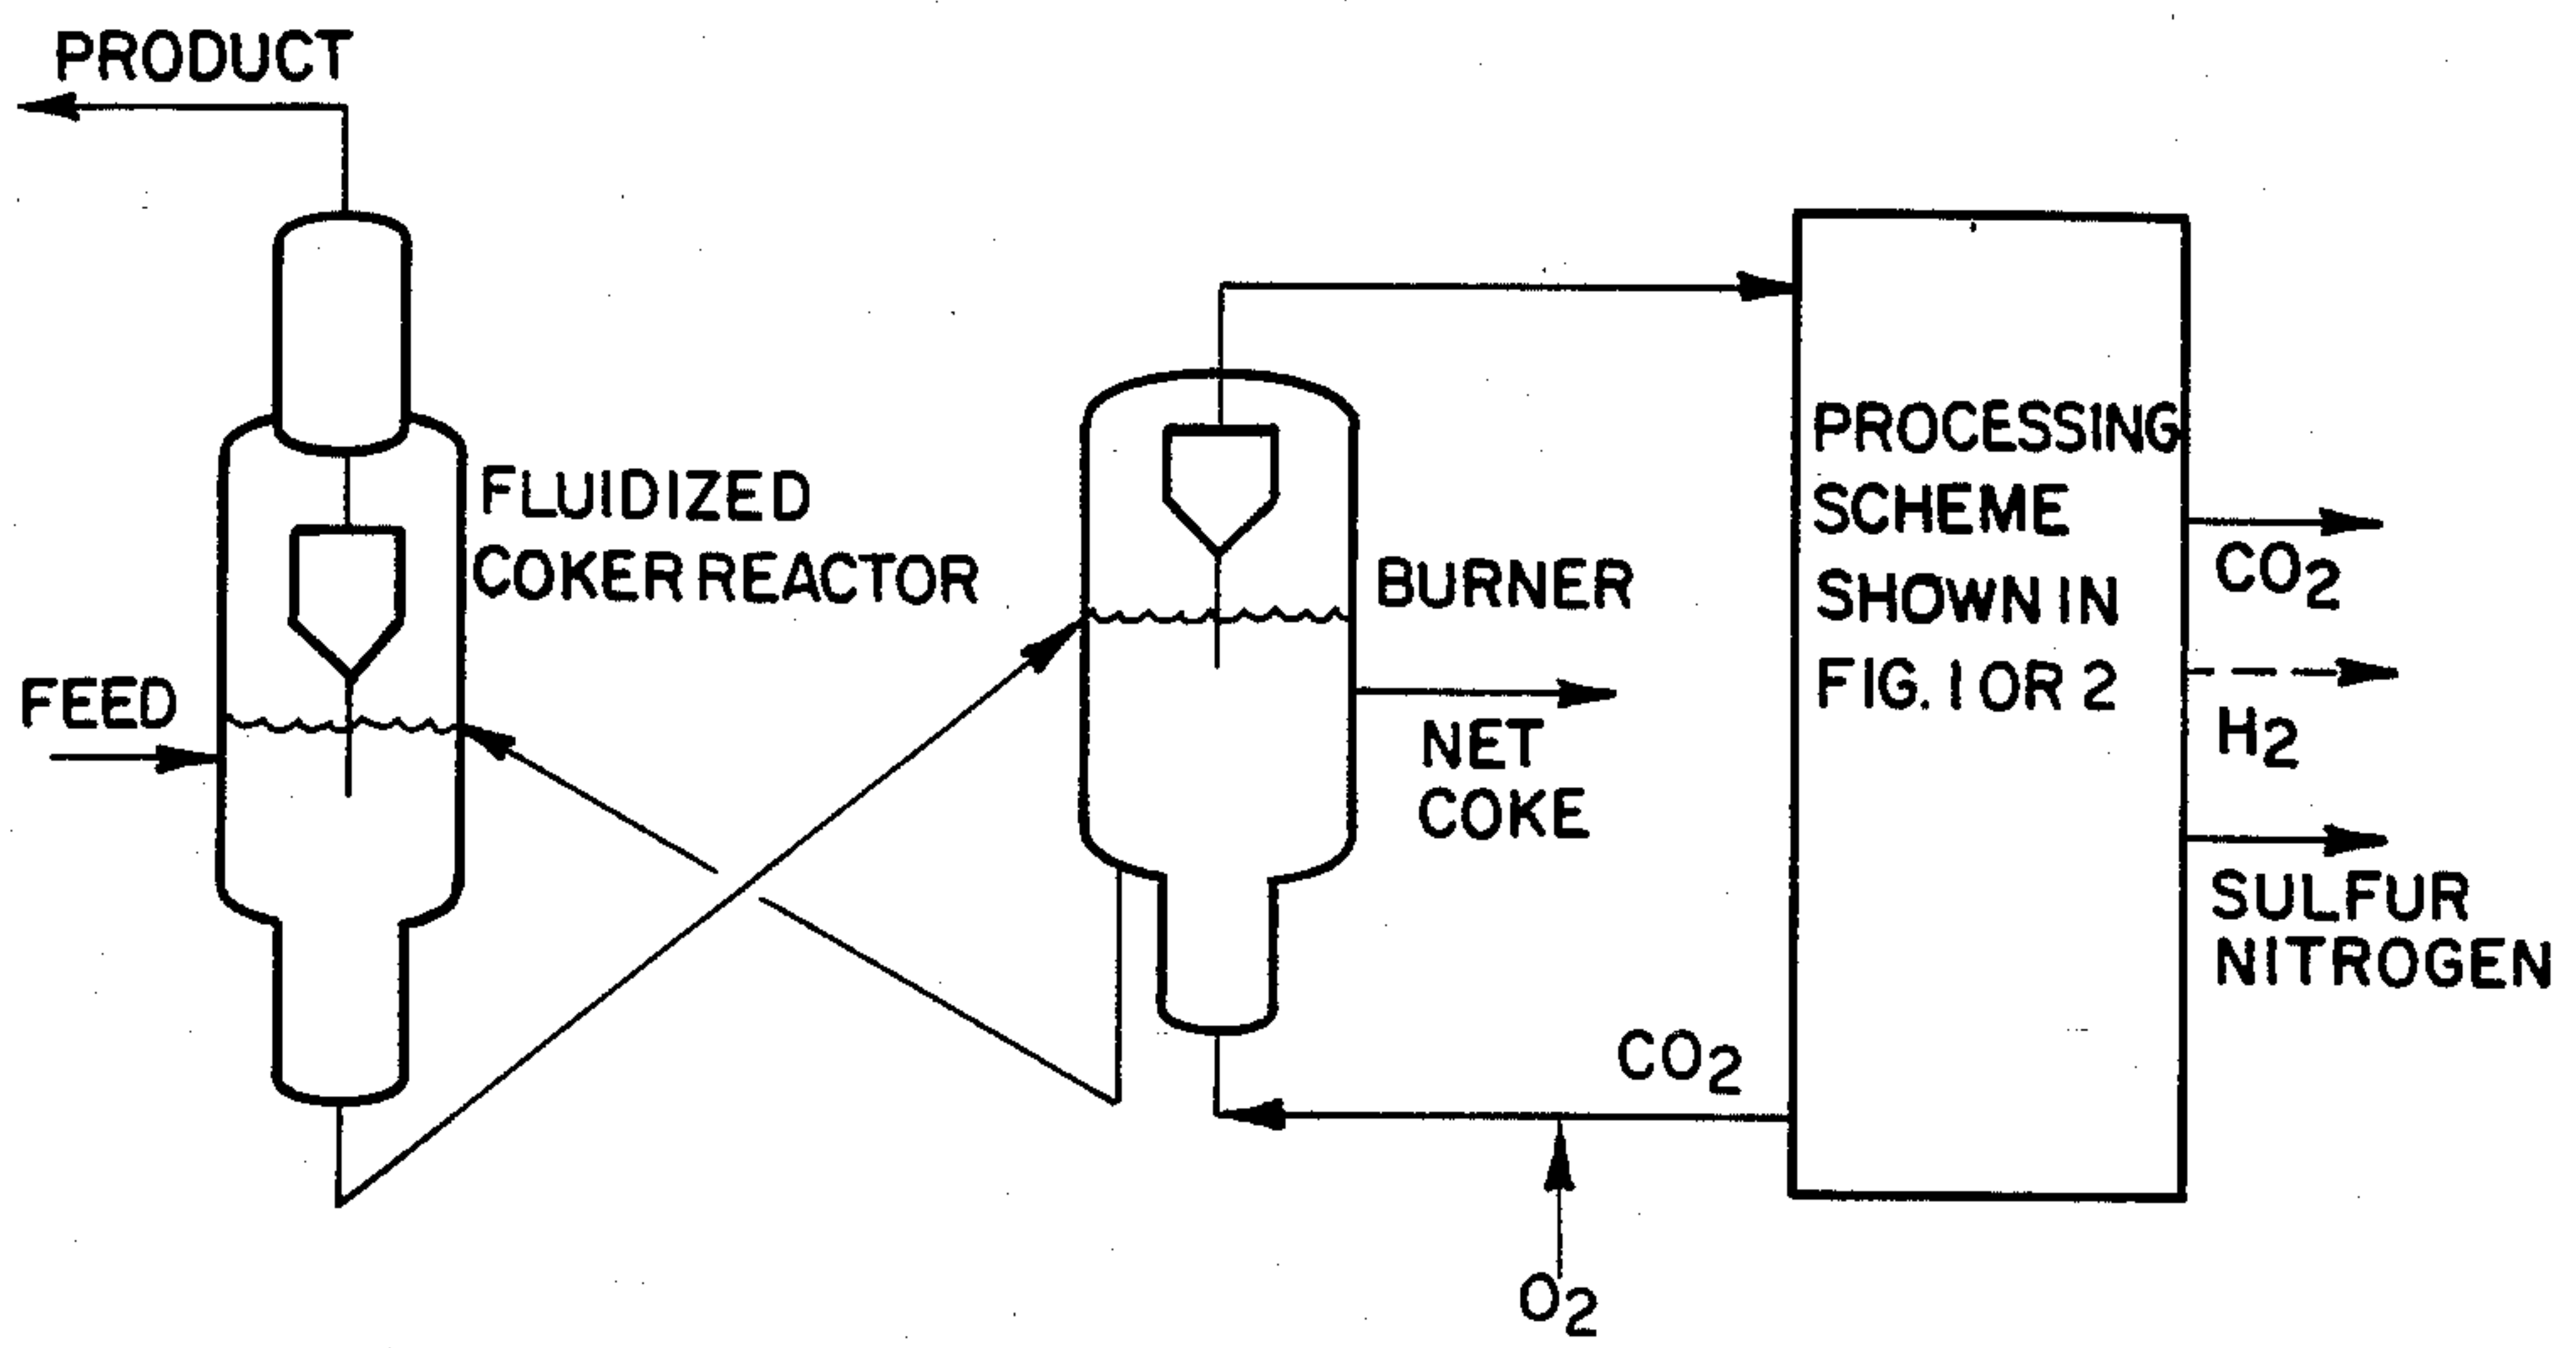 PRODUCT
FLUIDIZED
COKER REACTOR
FEED
BURNER
NET
COKE
PROCESSING
SCHEME
SHOWN IN
FIG. 1 OR 2
CO2
H2
SULFUR
NITROGEN
CO2
O2